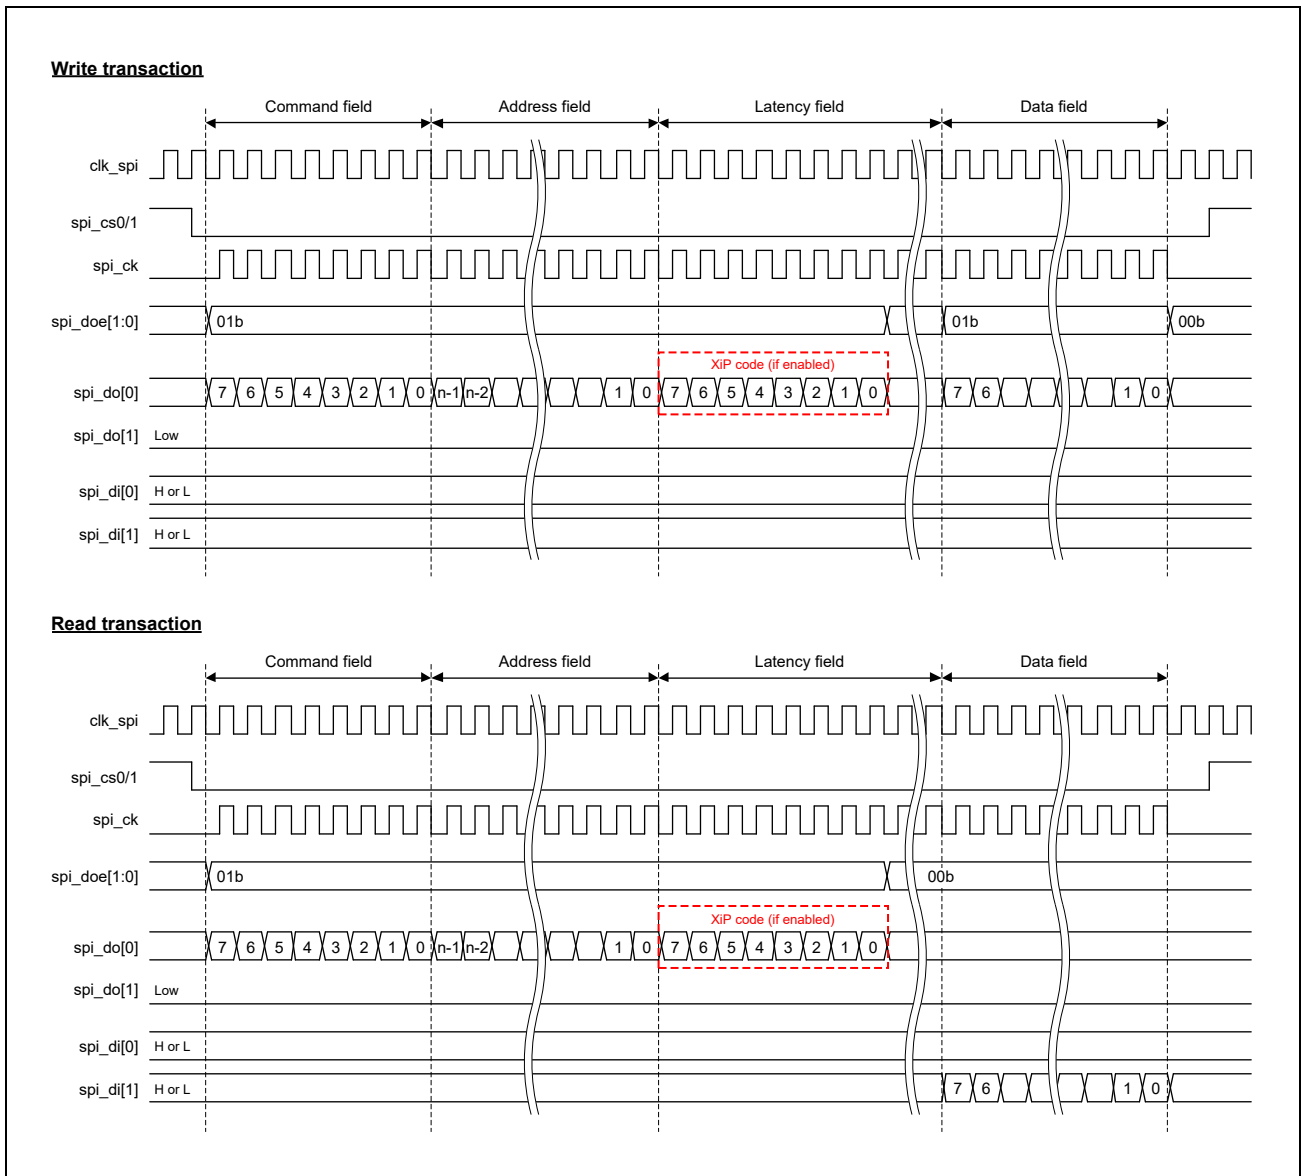 Write transaction
Command field Address field Latency field Data field
clk_spi
spi_cs0/1
spi_ck
spi_doe[1:0] 01b 01b 00b
XiP code (if enabled)
spi_do[0] 7 6 5 4 3 2 1 0 n-1 n-2 1 0 7 6 5 4 3 2 1 0 7 6 1 0
spi_do[1] Low
spi_di[0] H or L
spi_di[1] H or L
Read transaction
Command field Address field Latency field Data field
clk_spi
spi_cs0/1
spi_ck
spi_doe[1:0] 01b 00b
XiP code (if enabled)
spi_do[0] 7 6 5 4 3 2 1 0 n-1 n-2 1 0 7 6 5 4 3 2 1 0
spi_do[1] Low
spi_di[0] H or L
spi_di[1] H or L 7 6 1 0